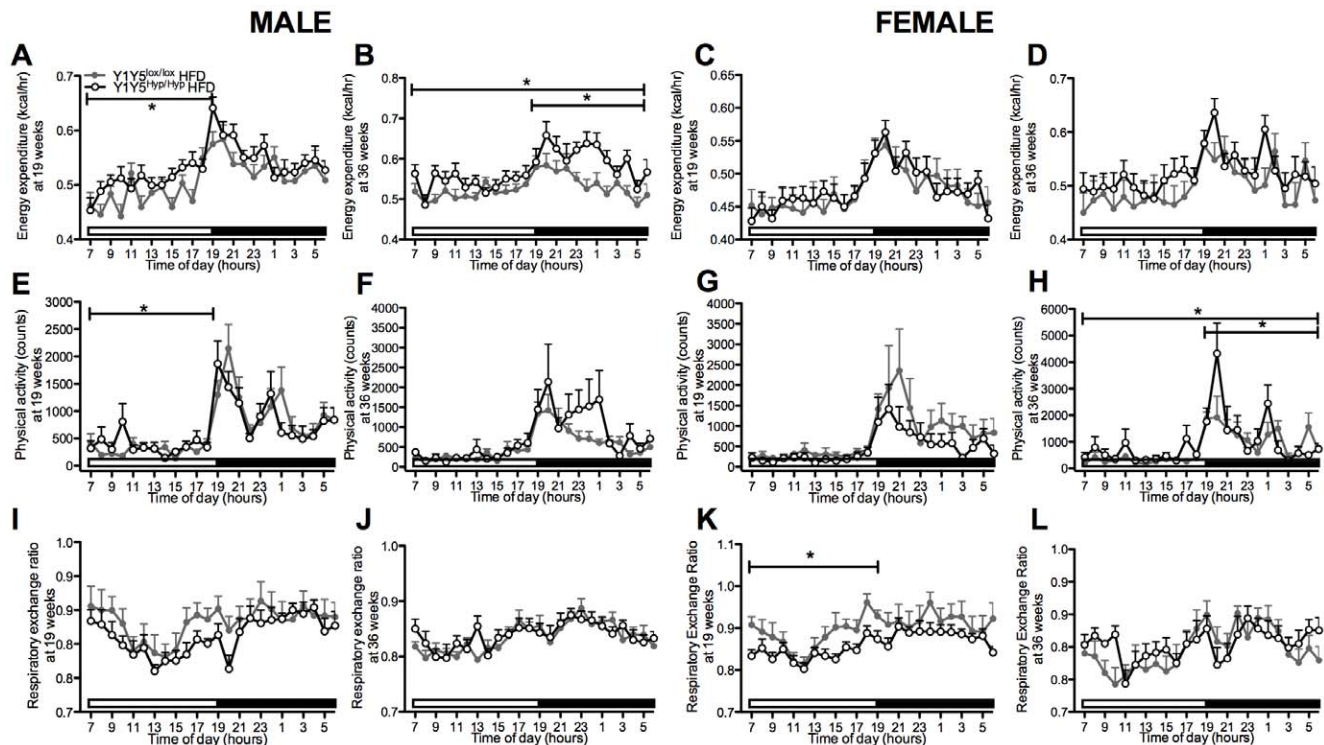 MALE
FEMALE
A
Energy expenditure (kcal/hr)
at 19 weeks
0.7
0.6
0.5
0.4
Y1Y5lox/lox HFD
Y1Y5Hyp/Hyp HFD
*
7 9 11 13 15 17 19 21 23 1 3 5
Time of day (hours)
B
Energy expenditure (kcal/hr)
at 36 weeks
0.8
0.7
0.6
0.5
0.4
*
*
7 9 11 13 15 17 19 21 23 1 3 5
Time of day (hours)
C
Energy expenditure (kcal/hr)
at 19 weeks
0.65
0.60
0.55
0.50
0.45
0.40
7 9 11 13 15 17 19 21 23 1 3 5
Time of day (hours)
D
Energy expenditure (kcal/hr)
at 36 weeks
0.7
0.6
0.5
0.4
7 9 11 13 15 17 19 21 23 1 3 5
Time of day (hours)
E
Physical activity (counts)
at 19 weeks
3000
2500
2000
1500
1000
500
0
*
7 9 11 13 15 17 19 21 23 1 3 5
Time of day (hours)
F
Physical activity (counts)
at 36 weeks
4000
3500
3000
2500
2000
1500
1000
500
0
7 9 11 13 15 17 19 21 23 1 3 5
Time of day (hours)
G
Physical activity (counts)
at 19 weeks
4000
3500
3000
2500
2000
1500
1000
500
0
7 9 11 13 15 17 19 21 23 1 3 5
Time of day (hours)
H
Physical activity (counts)
at 36 weeks
6000
5000
4000
3000
2000
1000
0
*
*
7 9 11 13 15 17 19 21 23 1 3 5
Time of day (hours)
I
Respiratory exchange ratio
at 19 weeks
1.0
0.9
0.9
0.8
0.8
0.7
7 9 11 13 15 17 19 21 23 1 3 5
Time of day (hours)
J
Respiratory exchange ratio
at 36 weeks
1.0
0.9
0.9
0.8
0.8
0.7
7 9 11 13 15 17 19 21 23 1 3 5
Time of day (hours)
K
Respiratory Exchange Ratio
at 19 weeks
1.1
1.0
0.9
0.8
0.7
*
7 9 11 13 15 17 19 21 23 1 3 5
Time of day (hours)
L
Respiratory Exchange Ratio
at 36 weeks
1.0
0.9
0.9
0.8
0.8
0.7
7 9 11 13 15 17 19 21 23 1 3 5
Time of day (hours)